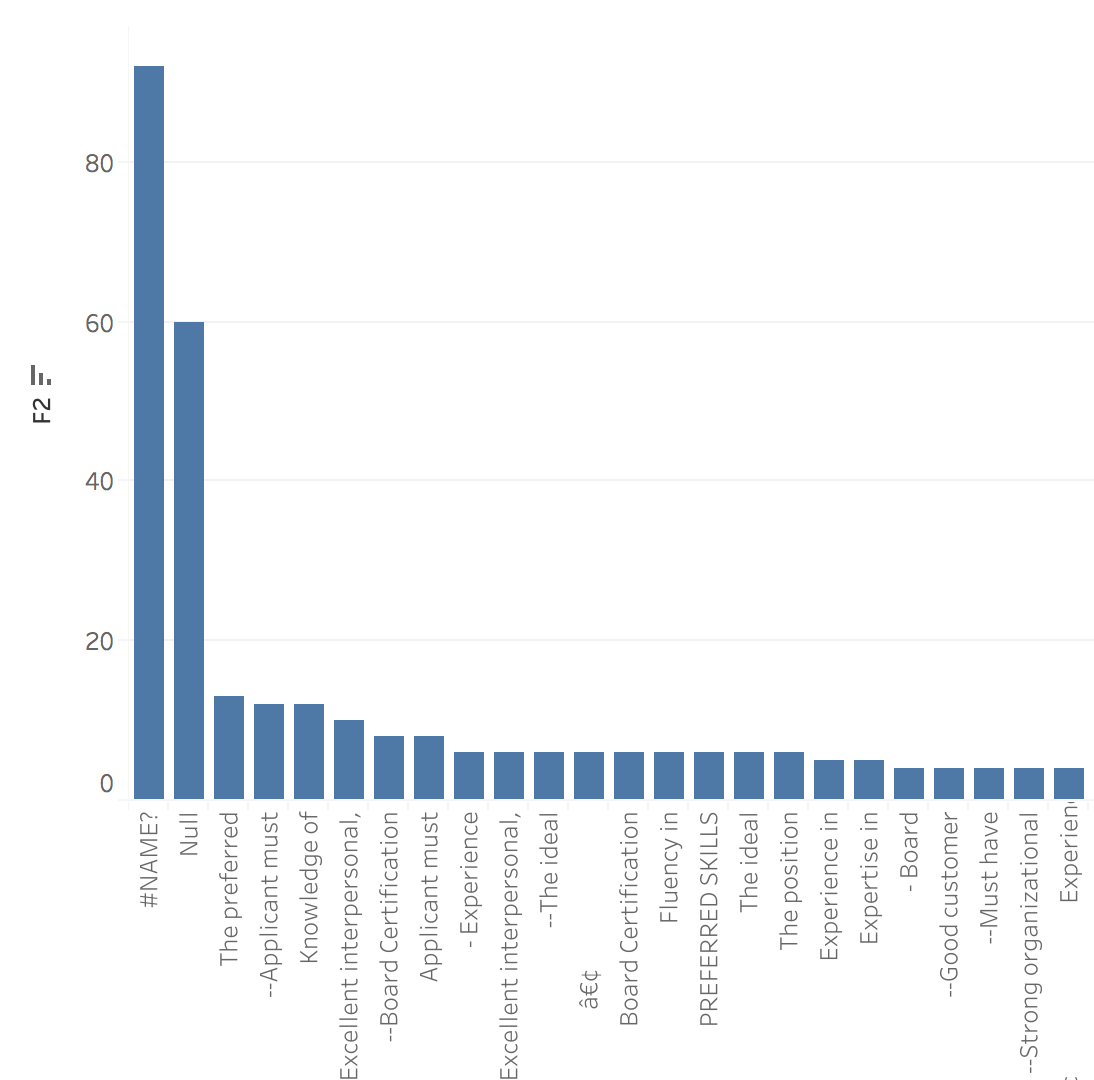 80
60
40
20
0
F2
#NAME?
Null
The preferred
--Applicant must
Knowledge of
Excellent interpersonal,
--Board Certification
Applicant must
- Experience
Excellent interpersonal,
--The ideal
â€¢
Board Certification
Fluency in
PREFERRED SKILLS
The ideal
The position
Experience in
Expertise in
- Board
--Good customer
--Must have
--Strong organizational